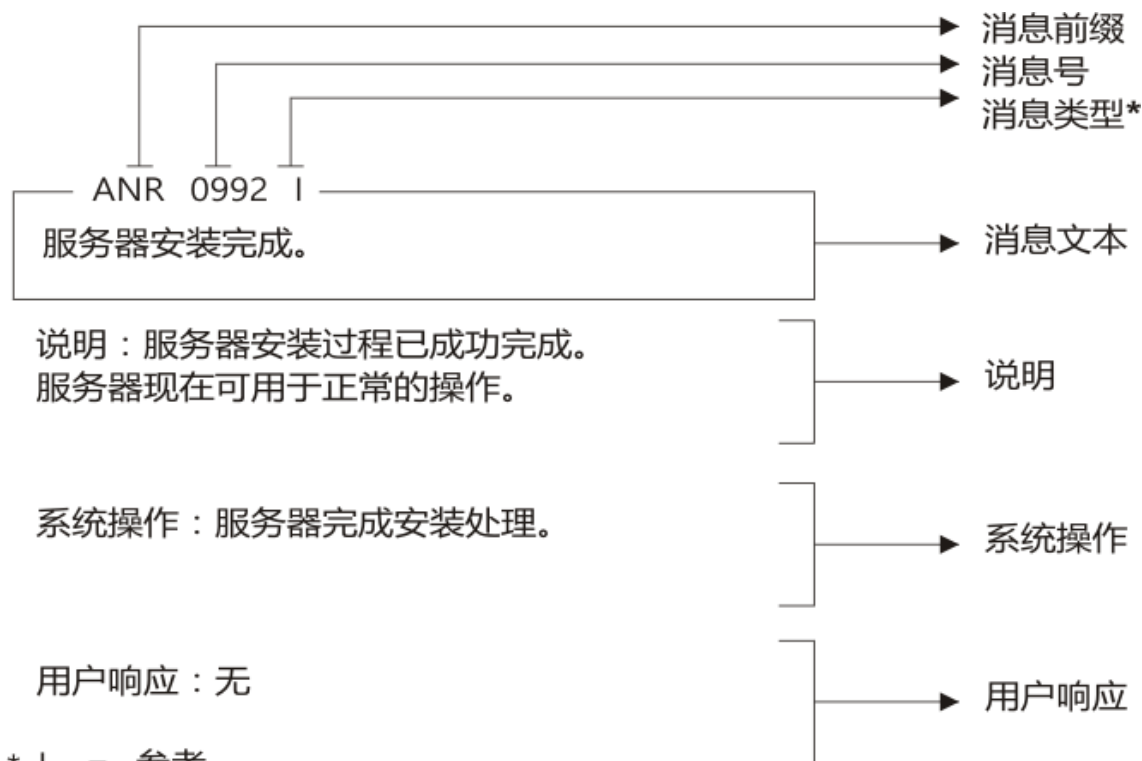 消息前缀
消息号
消息类型*
ANR 0992 I
服务器安装完成。
消息文本
说明：服务器安装过程已成功完成。
服务器现在可用于正常的操作。
说明
系统操作：服务器完成安装处理。
系统操作
用户响应：无
用户响应
* I = 参考